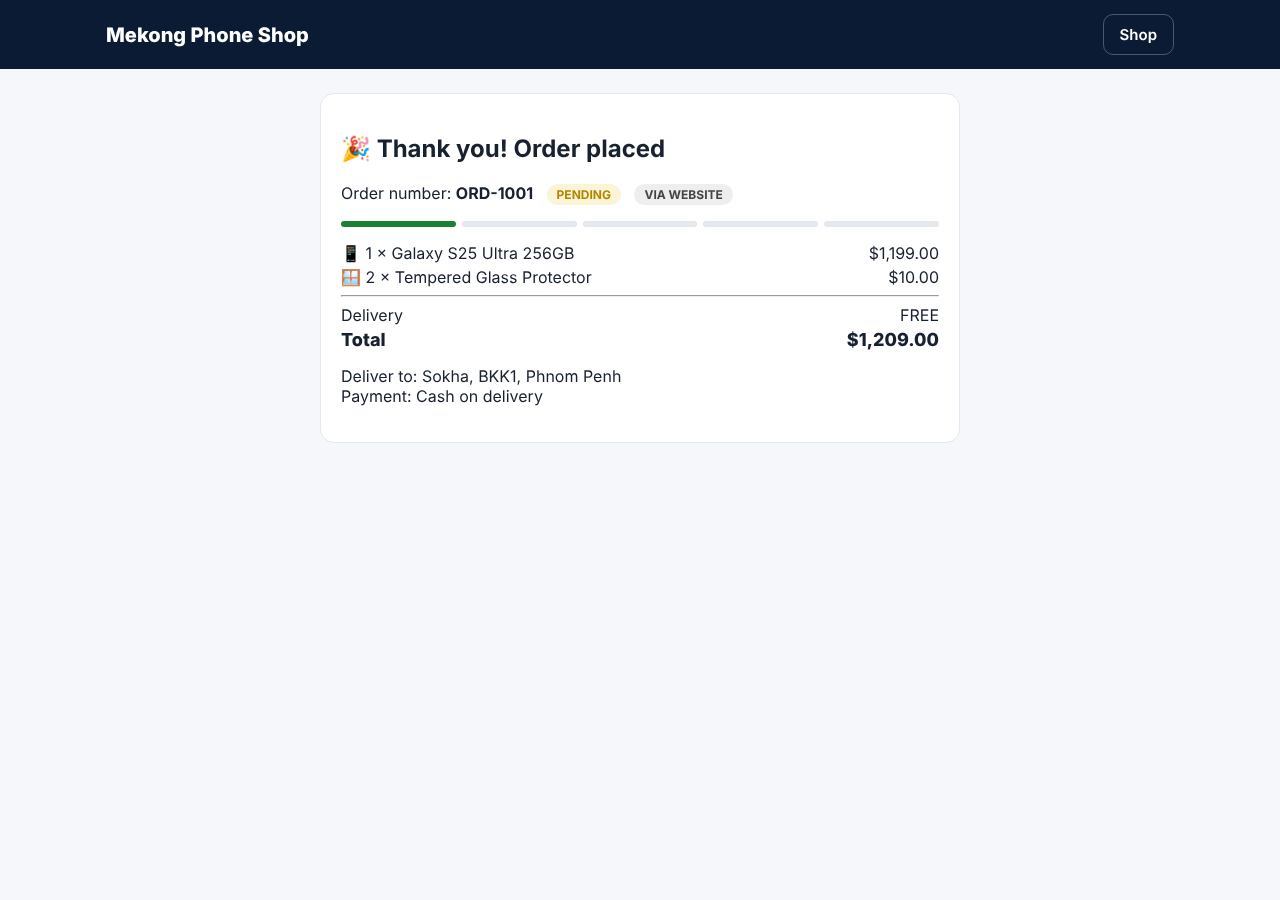 Mekong Phone Shop
Shop
🎉 Thank you! Order placed
Order number: ORD-1001 PENDING VIA WEBSITE
📱 1 × Galaxy S25 Ultra 256GB $1,199.00
🪟 2 × Tempered Glass Protector $10.00
Delivery FREE
Total $1,209.00
Deliver to: Sokha, BKK1, Phnom Penh
Payment: Cash on delivery